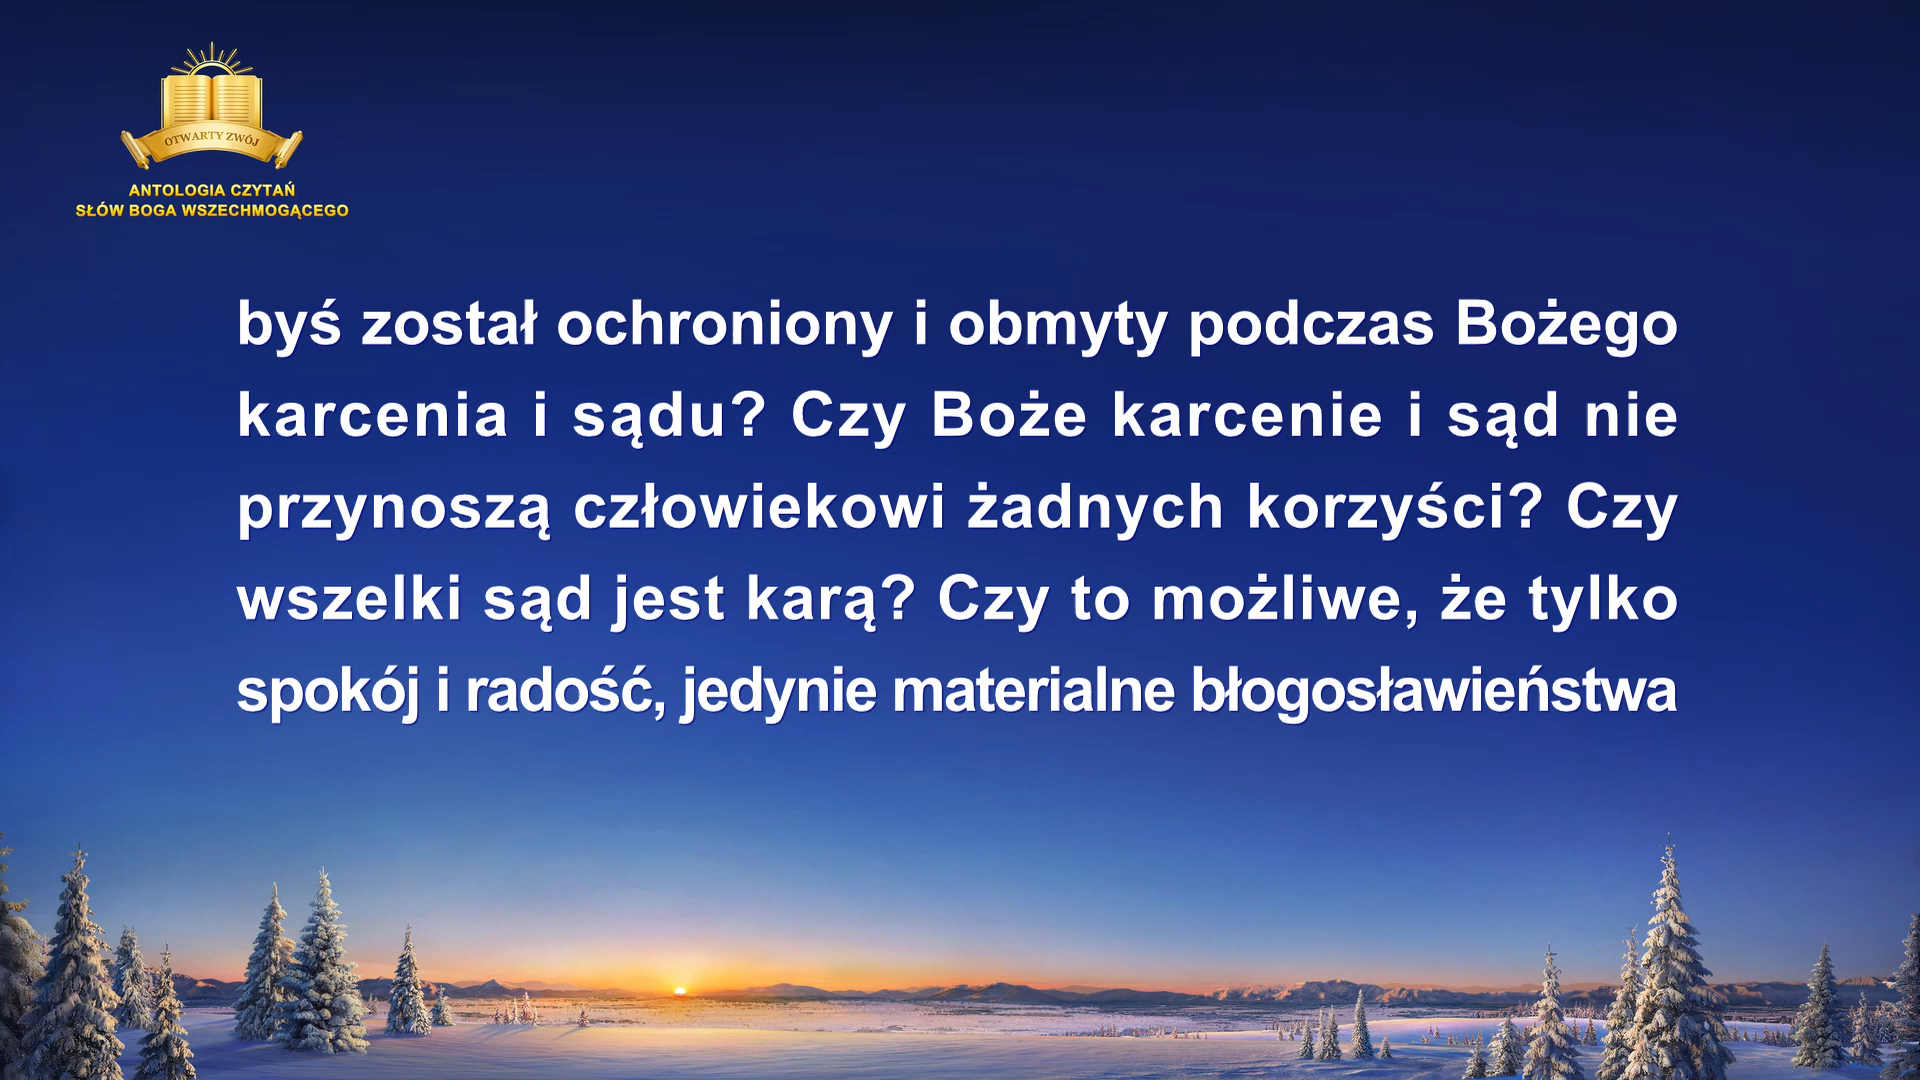 OTWARTY ZWÓJ
ANTOLOGIA CZYTAŃ
SŁÓW BOGA WSZECHMOGĄCEGO
byś został ochroniony i obmyty podczas Bożego
karcenia i sądu? Czy Boże karcenie i sąd nie
przynoszą człowiekowi żadnych korzyści? Czy
wszelki sąd jest karą? Czy to możliwe, że tylko
spokój i radość, jedynie materialne błogosławieństwa